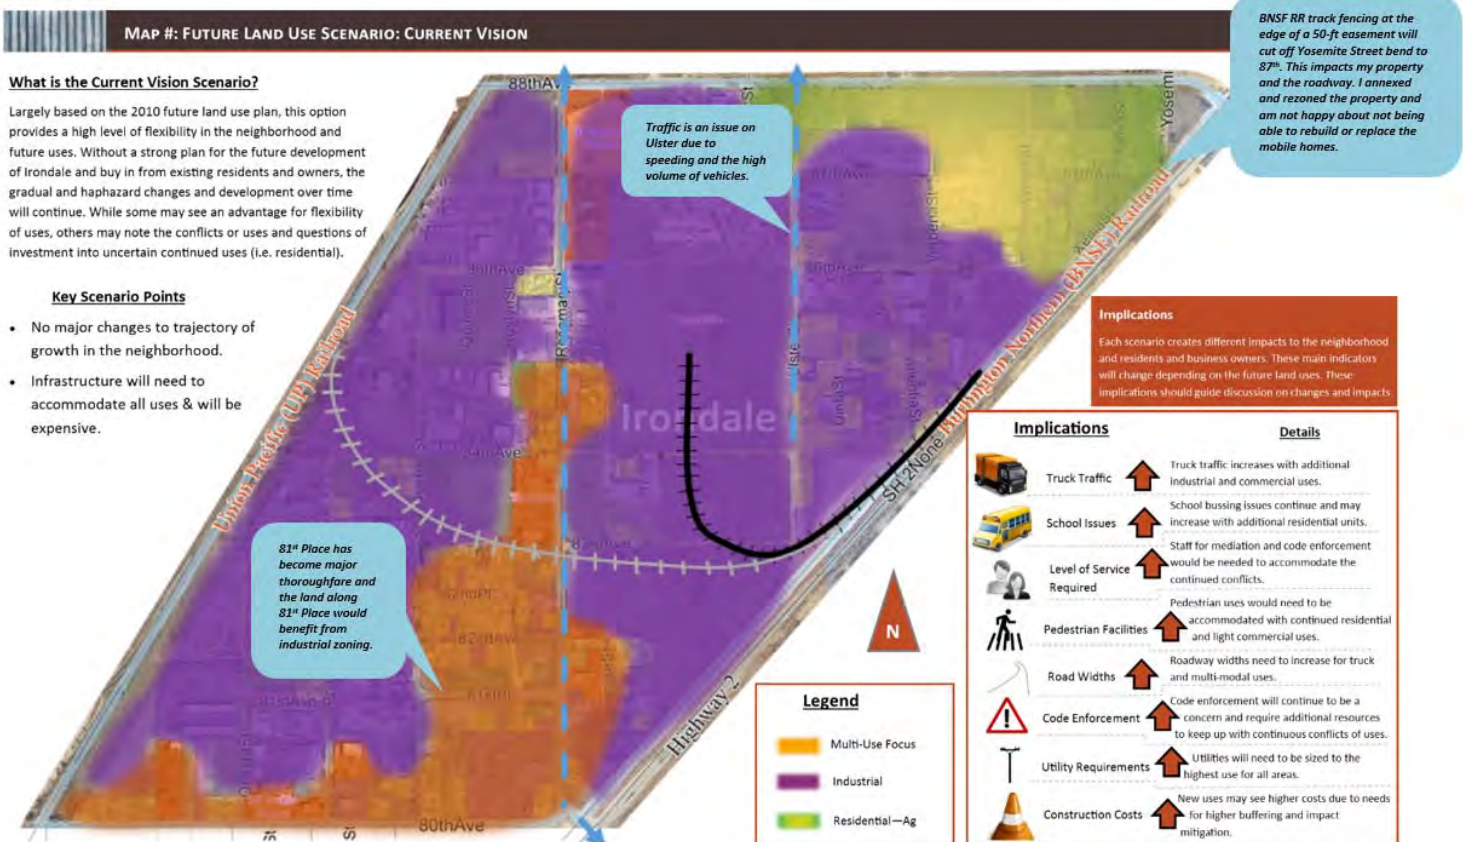 MAP #: FUTURE LAND USE SCENARIO: CURRENT VISION
BNSF RR track fencing at the
edge of a 50-ft easement will
cut off Yosemite Street bend to
87th. This impacts my property
and the roadway. I annexed
and rezoned the property and
am not happy about not being
able to rebuild or replace the
mobile homes.
What is the Current Vision Scenario?
Largely based on the 2010 future land use plan, this option
provides a high level of flexibility in the neighborhood and
future uses. Without a strong plan for the future development
of Irondale and buy in from existing residents and owners, the
gradual and haphazard changes and development over time
will continue. While some may see an advantage for flexibility
of uses, others may note the conflicts or uses and questions of
investment into uncertain continued uses (i.e. residential).
Key Scenario Points
• No major changes to trajectory of
growth in the neighborhood.
• Infrastructure will need to
accommodate all uses & will be
expensive.
88thAv
St
Yosemi
Traffic is an issue on
Ulster due to
speeding and the high
volume of vehicles.
Union Pacific (UP) Railroad
Burlington Northern (BNSF) Railroad
Irondale
SH 2None
Highway 2
81st Place has
become major
thoroughfare and
the land along
81st Place would
benefit from
industrial zoning.
82ndAv
80thAve
St
N
Legend
Multi-Use Focus
Industrial
Residential—Ag
Implications
Each scenario creates different impacts to the neighborhood
and residents and business owners. These main indicators
will change depending on the future land uses. These
implications should guide discussion on changes and impacts
Implications
Details
Truck Traffic
Truck traffic increases with additional
industrial and commercial uses.
School Issues
School bussing issues continue and may
increase with additional residential units.
Level of Service
Required
Staff for mediation and code enforcement
would be needed to accommodate the
continued conflicts.
Pedestrian Facilities
Pedestrian uses would need to be
accommodated with continued residential
and light commercial uses.
Road Widths
Roadway widths need to increase for truck
and multi-modal uses.
Code Enforcement
Code enforcement will continue to be a
concern and require additional resources
to keep up with continuous conflicts of uses.
Utility Requirements
Utilities will need to be sized to the
highest use for all areas.
Construction Costs
New uses may see higher costs due to needs
for higher buffering and impact
mitigation.